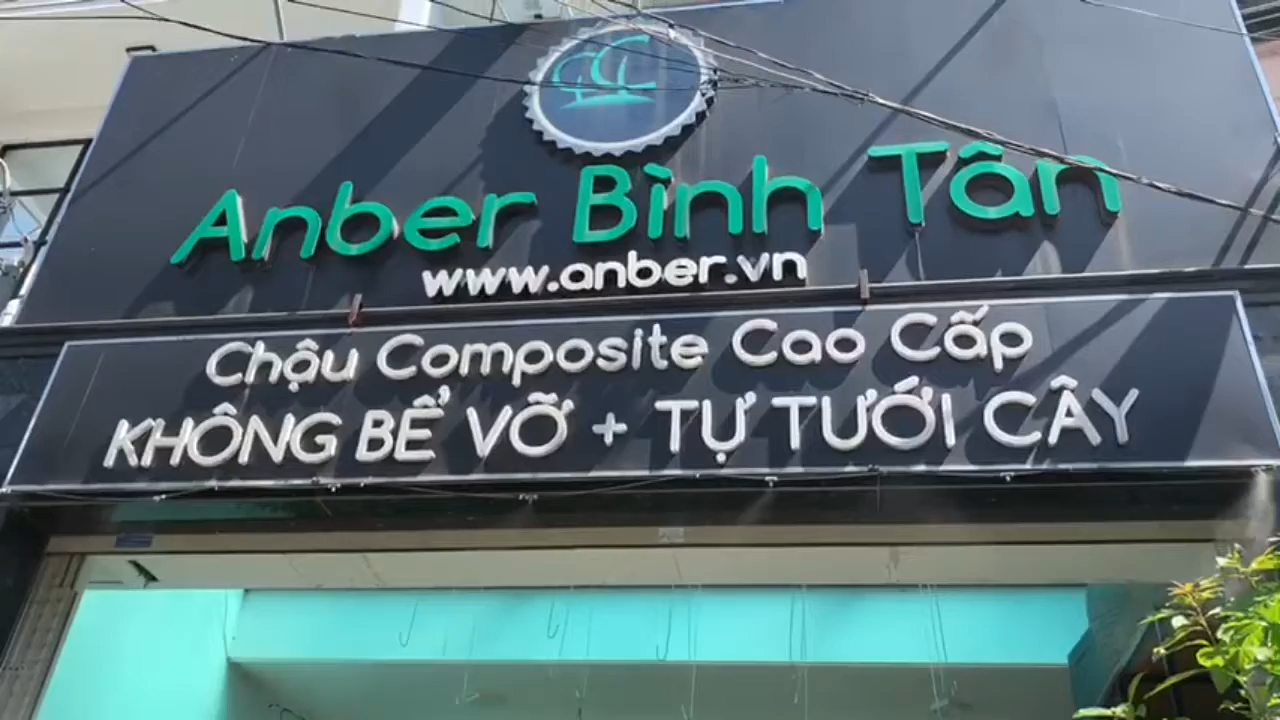 Anber Bình Tân
www.anber.vn
Chậu Composite Cao Cấp
KHÔNG BỂ VỠ + TỰ TƯỚI CÂY